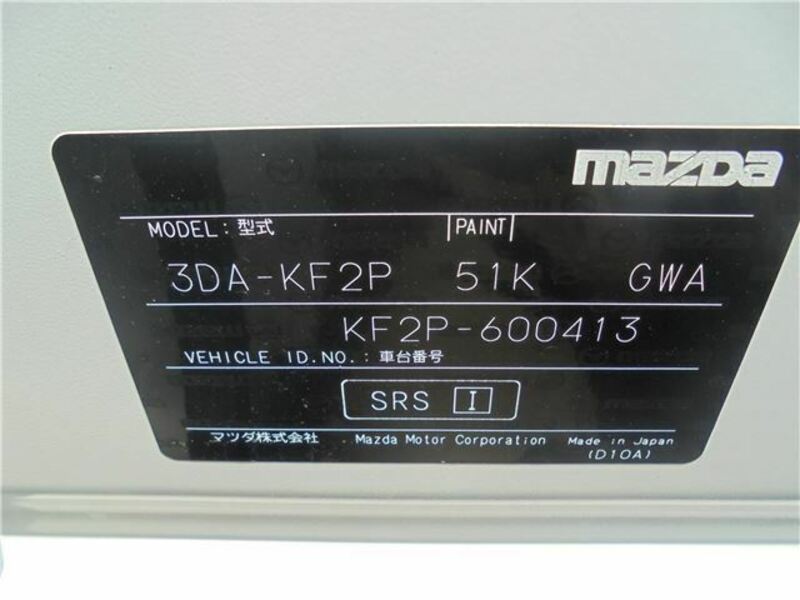 mazda
MODEL: 型式 PAINT
3DA-KF2P 51K GWA
KF2P-600413
VEHICLE ID.NO.: 車台番号
SRS I
マツダ株式会社 Mazda Motor Corporation Made in Japan
(D10A)